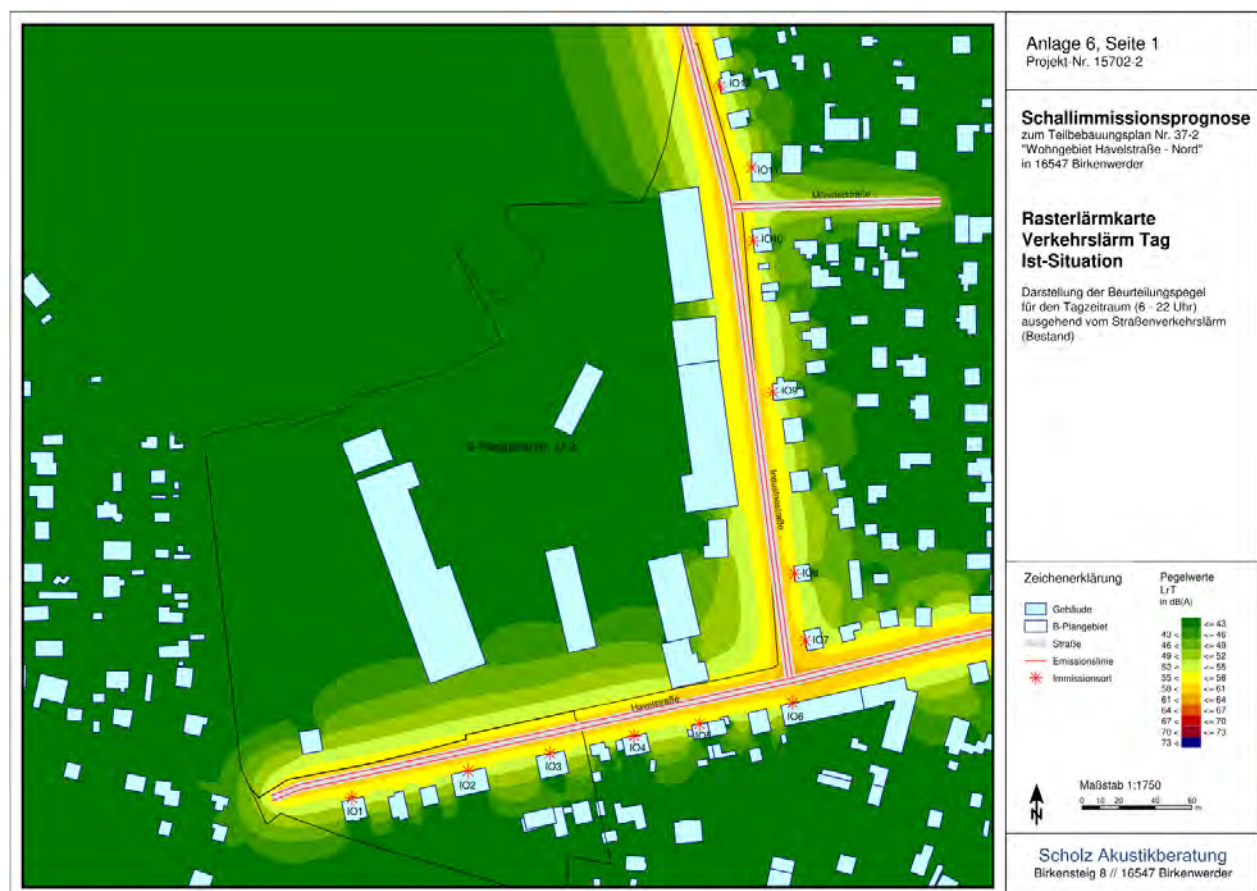 Anlage 6, Seite 1
Projekt-Nr. 15702-2
Schallimmissionsprognose
zum Teilbebauungsplan Nr. 37-2
"Wohngebiet Havelstraße - Nord"
in 16547 Birkenwerder
Rasterlärmkarte
Verkehrslärm Tag
Ist-Situation
Darstellung der Beurteilungspegel
für den Tagzeitraum (6 - 22 Uhr)
ausgehend vom Straßenverkehrslärm
(Bestand)
Zeichenerklärung
Gebäude
B-Plangebiet
Straße
Emissionslinie
Immissionsort
Pegelwerte
LrT
in dB(A)
<= 43
43 < <= 46
46 < <= 49
49 < <= 52
52 < <= 55
55 < <= 58
58 < <= 61
61 < <= 64
64 < <= 67
67 < <= 70
70 < <= 73
73 <
Maßstab 1:1750
0 10 20 40 60
m
N
Scholz Akustikberatung
Birkensteig 8 // 16547 Birkenwerder
IO11
IO10
IO9
Industriestraße
IO8
IO7
Havelstraße
IO6
IO5
IO4
IO3
IO2
IO1